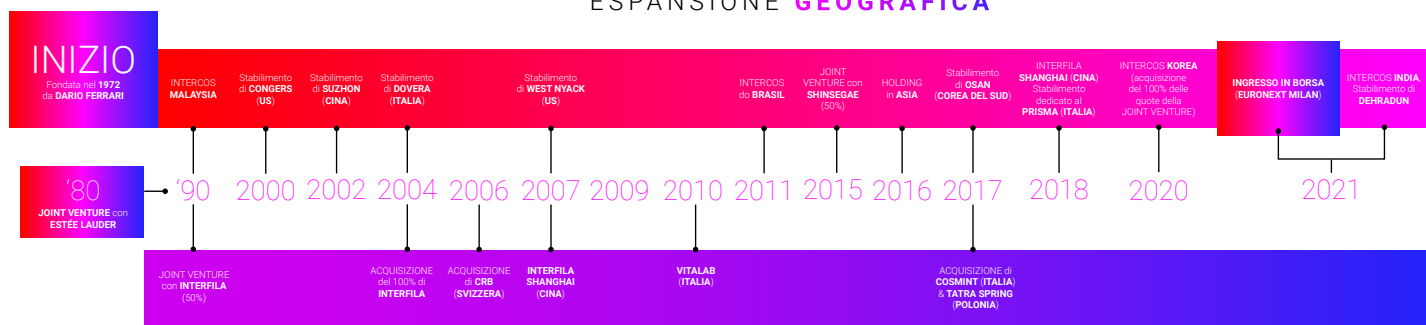 ESPANSIONE GEOGRAFICA
INIZIO
Fondata nel 1972
da DARIO FERRARI
INTERCOS
MALAYSIA
Stabilimento
di CONGERS
(US)
Stabilimento
di SUZHON
(CINA)
Stabilimento
di DOVERA
(ITALIA)
Stabilimento
di WEST NYACK
(US)
INTERCOS
do BRASIL
JOINT
VENTURE con
SHINSEGAE
(50%)
HOLDING
in ASIA
Stabilimento
di OSAN
(COREA DEL SUD)
INTERFILA
SHANGHAI (CINA)
Stabilimento
dedicato al
PRISMA (ITALIA)
INTERCOS KOREA
(acquisizione
del 100% delle
quote della
JOINT VENTURE)
INGRESSO IN BORSA
(EURONEXT MILAN)
INTERCOS INDIA,
Stabilimento di
DEHRADUN
'80
JOINT VENTURE con
ESTÉE LAUDER
'90
2000
2002
2004
2006
2007
2009
2010
2011
2015
2016
2017
2018
2020
2021
JOINT VENTURE
con INTERFILA
(50%)
ACQUISIZIONE
del 100% di
INTERFILA
ACQUISIZIONE
di CRB
(SVIZZERA)
INTERFILA
SHANGHAI
(CINA)
VITALAB
(ITALIA)
ACQUISIZIONE di
COSMINT (ITALIA)
& TATRA SPRING
(POLONIA)